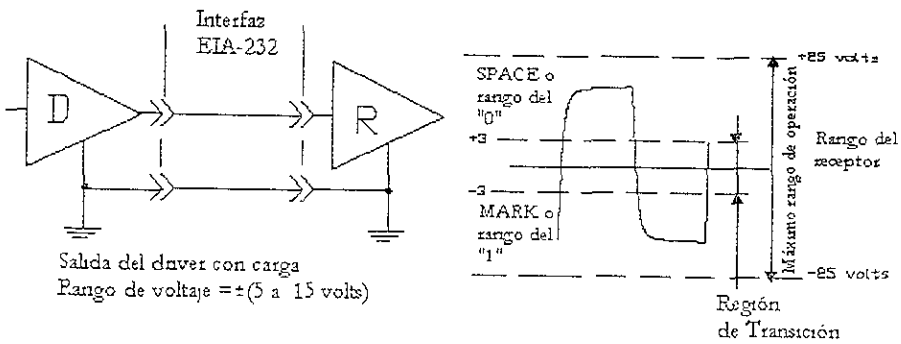 Interfaz
EIA-232
D
R
Salida del driver con carga
Rango de voltaje =±(5 a 15 volts)
+25 volts
SPACE o
rango del
"0"
+3
-3
MARK o
rango del
"1"
Máximo rango de operación
Rango del
receptor
-25 volts
Región
de Transición